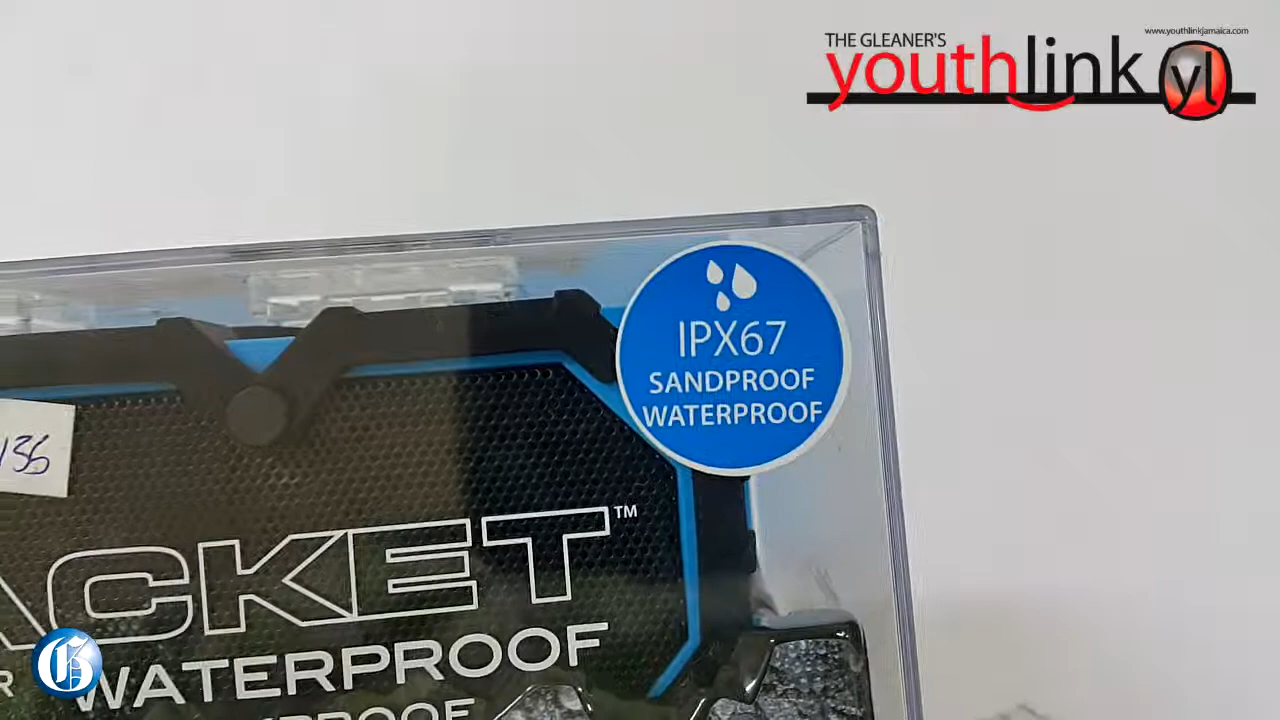 www.youthlinkjamaica.com
THE GLEANER'S
youthlink yl
IPX67
SANDPROOF
WATERPROOF
ACKET™
WATERPROOF
G